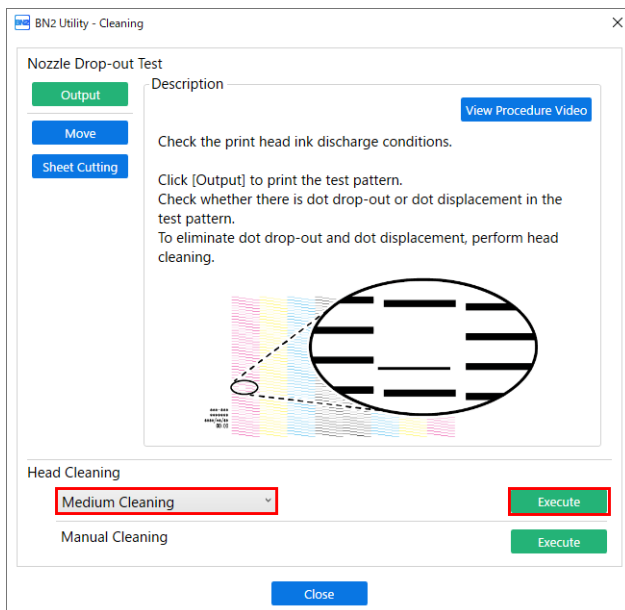 BN2 Utility - Cleaning
Nozzle Drop-out Test
Output
Move
Sheet Cutting
Description
View Procedure Video
Check the print head ink discharge conditions.
Click [Output] to print the test pattern.
Check whether there is dot drop-out or dot displacement in the
test pattern.
To eliminate dot drop-out and dot displacement, perform head
cleaning.
Head Cleaning
Medium Cleaning
Execute
Manual Cleaning
Execute
Close